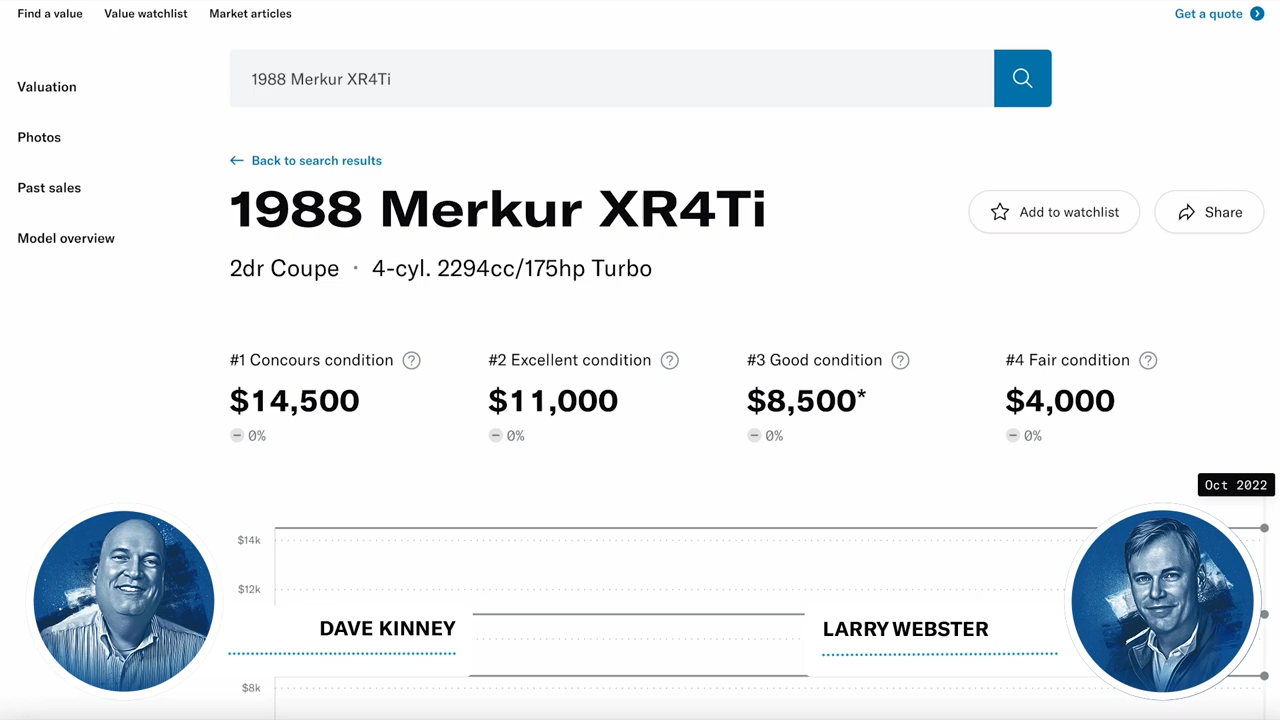 Find a value Value watchlist Market articles Get a quote
1988 Merkur XR4Ti
Valuation
Photos
Past sales
Model overview
← Back to search results
1988 Merkur XR4Ti
Add to watchlist Share
2dr Coupe · 4-cyl. 2294cc/175hp Turbo
#1 Concours condition ? #2 Excellent condition ? #3 Good condition ? #4 Fair condition ?
$14,500 $11,000 $8,500* $4,000
0% 0% 0% 0%
Oct 2022
$14k
$12k
DAVE KINNEY LARRY WEBSTER
$8k